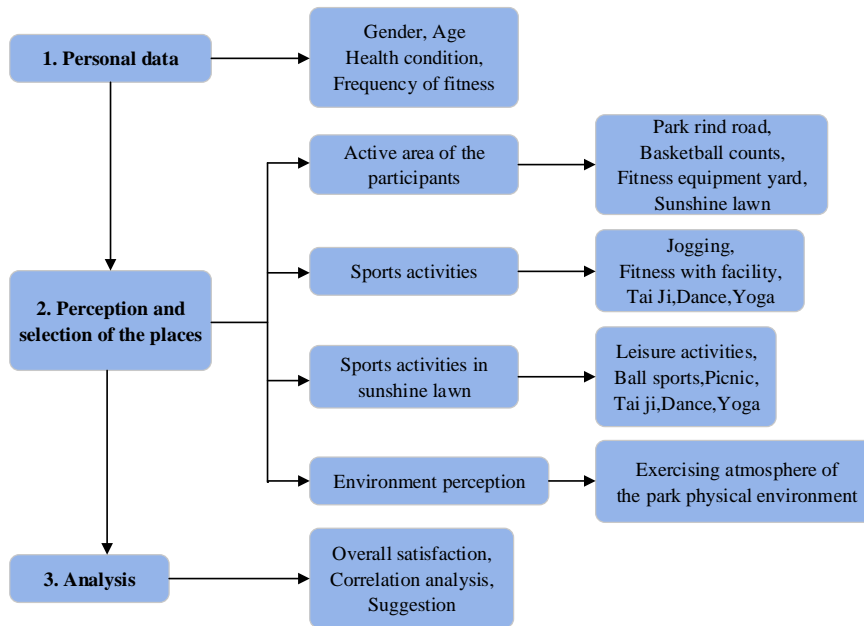 1. Personal data
Gender, Age
Health condition,
Frequency of fitness
2. Perception and
selection of the places
Active area of the
participants
Park rind road,
Basketball counts,
Fitness equipment yard,
Sunshine lawn
Sports activities
Jogging,
Fitness with facility,
Tai Ji,Dance,Yoga
Sports activities in
sunshine lawn
Leisure activities,
Ball sports,Picnic,
Tai ji,Dance,Yoga
Environment perception
Exercising atmosphere of
the park physical environment
3. Analysis
Overall satisfaction,
Correlation analysis,
Suggestion